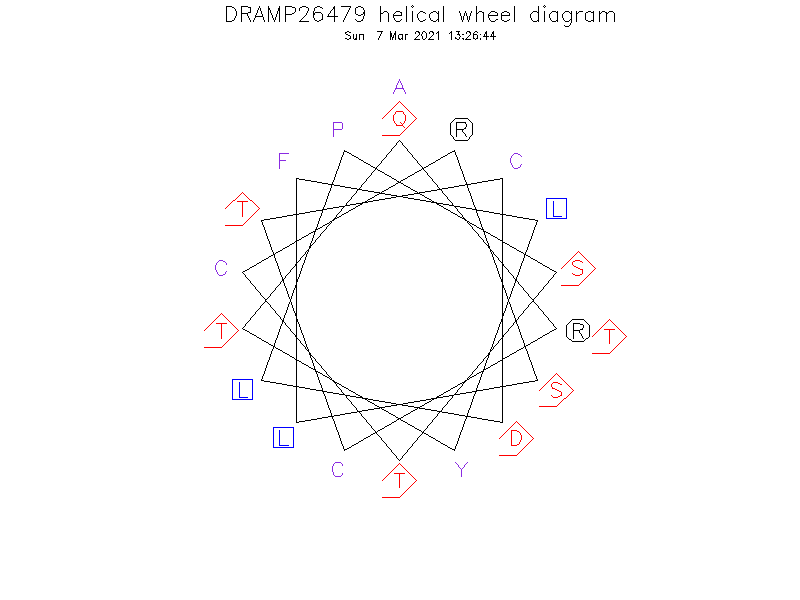 DRAMP26479 helical wheel diagram
Sun 7 Mar 2021 13:26:44
A
Q
P R
F C
T L
C S
T R T
L S
L D
C T Y